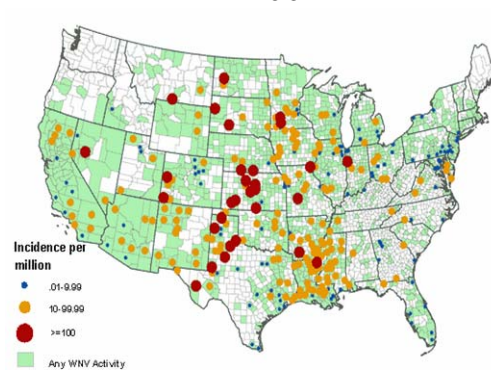 Incidence per
million
.01-9.99
10-99.99
>=100
Any WNV Activity